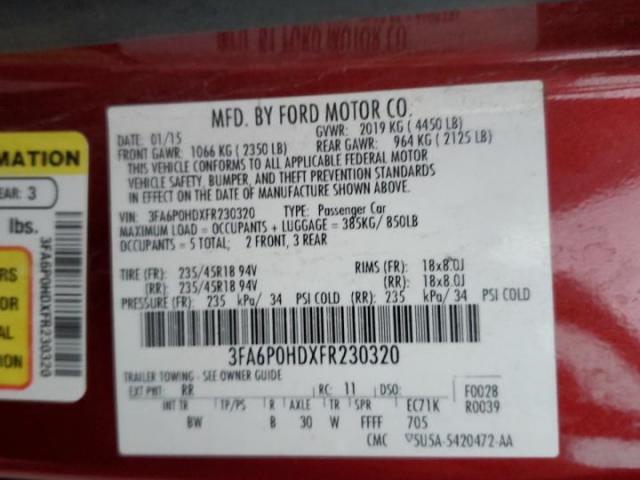 MFD. BY FORD MOTOR CO.
DATE: 01/15 GVWR: 2019 KG ( 4450 LB)
FRONT GAWR: 1066 KG ( 2350 LB) REAR GAWR: 964 KG ( 2125 LB)
THIS VEHICLE CONFORMS TO ALL APPLICABLE FEDERAL MOTOR
VEHICLE SAFETY, BUMPER, AND THEFT PREVENTION STANDARDS
IN EFFECT ON THE DATE OF MANUFACTURE SHOWN ABOVE.
VIN: 3FA6P0HDXFR230320 TYPE: Passenger Car
MAXIMUM LOAD = OCCUPANTS + LUGGAGE = 385KG/ 850LB
OCCUPANTS = 5 TOTAL; 2 FRONT, 3 REAR
TIRE (FR): 235/45R18 94V RIMS (FR): 18x8.0J
(RR): 235/45R18 94V (RR): 18x8.0J
PRESSURE (FR): 235 kPa/ 34 PSI COLD (RR): 235 kPa/ 34 PSI COLD
3FA6P0HDXFR230320
TRAILER TOWING - SEE OWNER GUIDE
EXT PNT: RR RC: 11 DSO: F0028
INT TR TP/PS R AXLE TR SPR EC71K R0039
BW B 30 W FFFF 705
CMC 5U5A-5420472-AA
MATION
EAR: 3
lbs.
ERS
OR
AL
TION
3FA6P0HDXFR230320